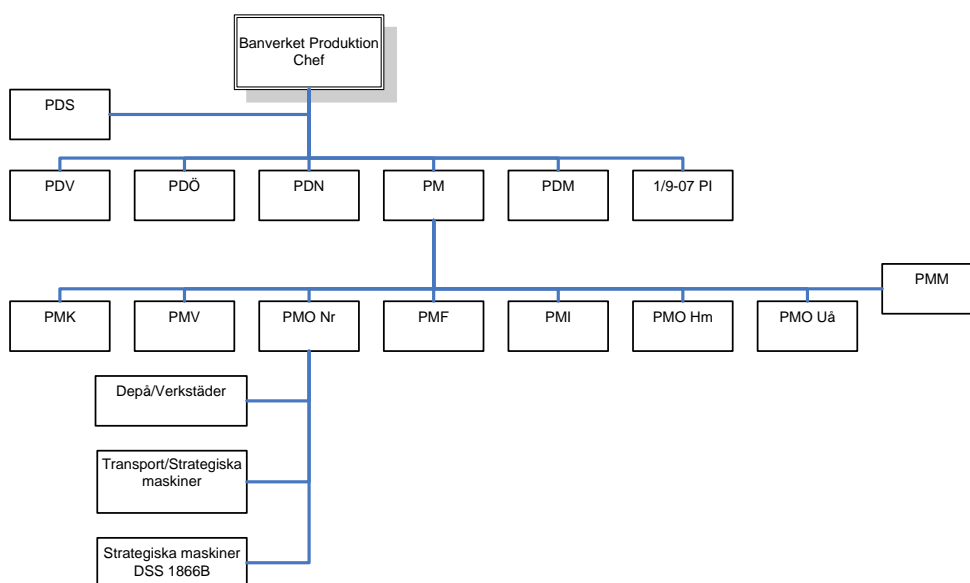 Banverket Produktion
Chef
PDS
PDV
PDÖ
PDN
PM
PDM
1/9-07 PI
PMM
PMK
PMV
PMO Nr
PMF
PMI
PMO Hm
PMO Uå
Depå/Verkstäder
Transport/Strategiska
maskiner
Strategiska maskiner
DSS 1866B